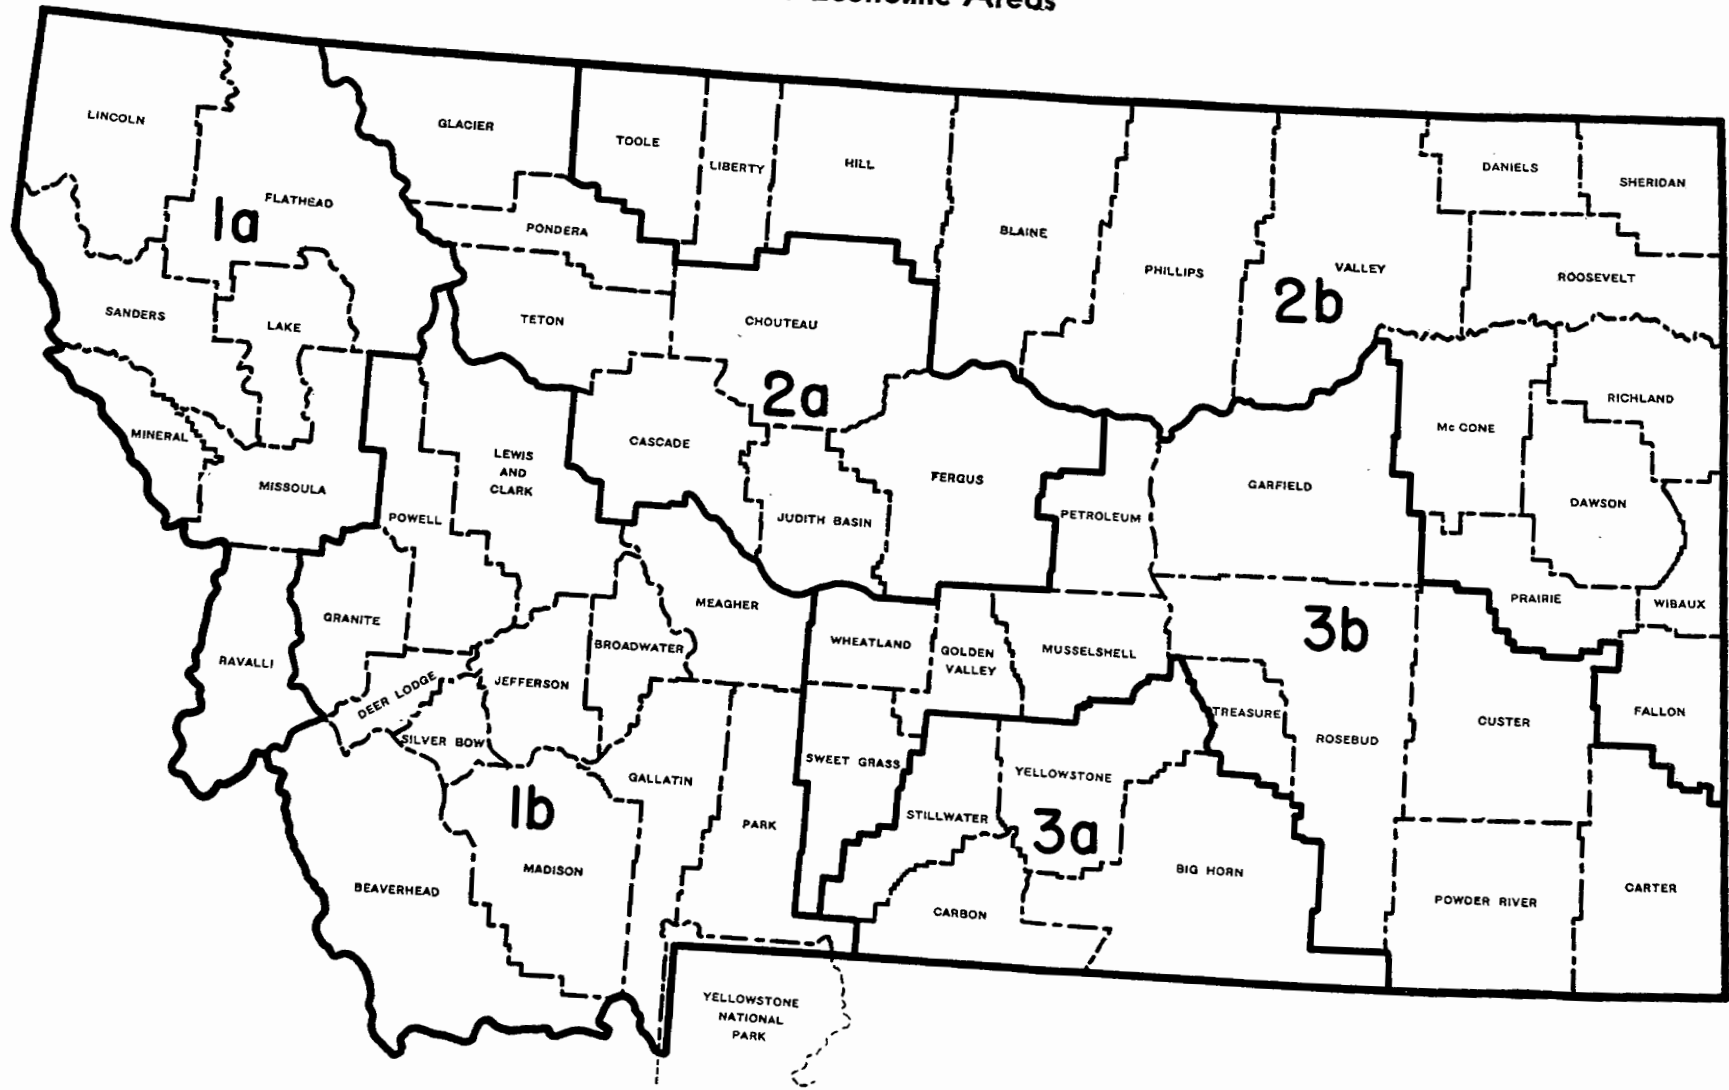 Economic Areas
LINCOLN
GLACIER
TOOLE
LIBERTY
HILL
DANIELS
SHERIDAN
FLATHEAD
1a
PONDERA
BLAINE
PHILLIPS
VALLEY
2b
ROOSEVELT
SANDERS
LAKE
TETON
CHOUTEAU
2a
RICHLAND
MINERAL
CASCADE
Mc CONE
LEWIS
AND
CLARK
MISSOULA
FERGUS
GARFIELD
DAWSON
POWELL
JUDITH BASIN
PETROLEUM
GRANITE
MEAGHER
3b
PRAIRIE
WIBAUX
RAVALLI
BROADWATER
WHEATLAND
GOLDEN
VALLEY
MUSSELSHELL
DEER LODGE
JEFFERSON
TREASURE
CUSTER
FALLON
SILVER BOW
ROSEBUD
GALLATIN
SWEET GRASS
YELLOWSTONE
1b
PARK
STILLWATER
3a
BEAVERHEAD
MADISON
BIG HORN
CARBON
POWDER RIVER
CARTER
YELLOWSTONE
NATIONAL
PARK